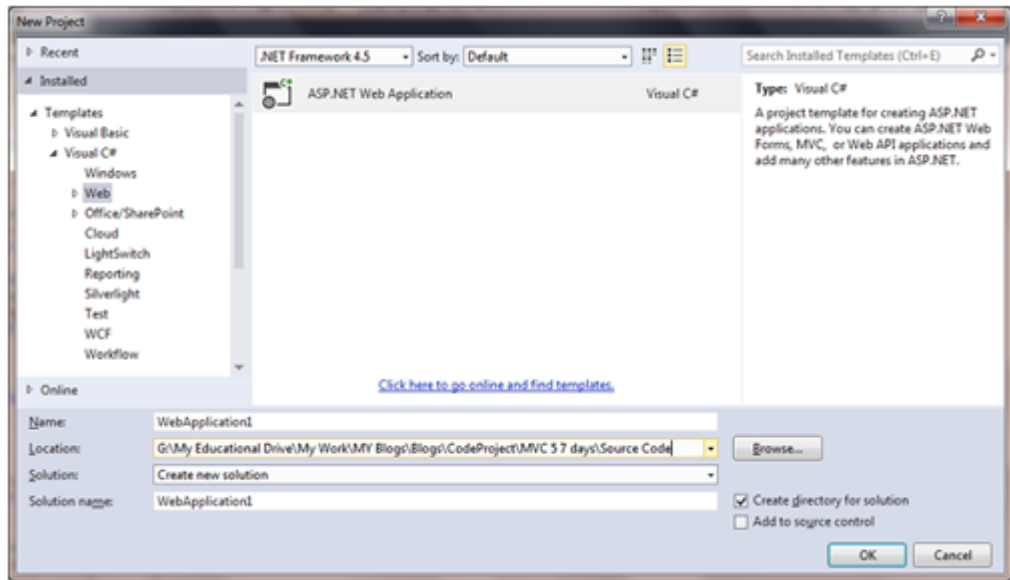 New Project
Recent
.NET Framework 4.5
Sort by: Default
Search Installed Templates (Ctrl+E)
Installed
Templates
Visual Basic
Visual C#
Windows
Web
Office/SharePoint
Cloud
LightSwitch
Reporting
Silverlight
Test
WCF
Workflow
Online
ASP.NET Web Application
Visual C#
Click here to go online and find templates.
Type: Visual C#
A project template for creating ASP.NET
applications. You can create ASP.NET Web
Forms, MVC, or Web API applications and
add many other features in ASP.NET.
Name: WebApplication1
Location: G:\My Educational Drive\My Work\MY Blogs\Blogs\CodeProject\MVC 5 7 days\Source Code
Browse...
Solution: Create new solution
Solution name: WebApplication1
Create directory for solution
Add to source control
OK
Cancel